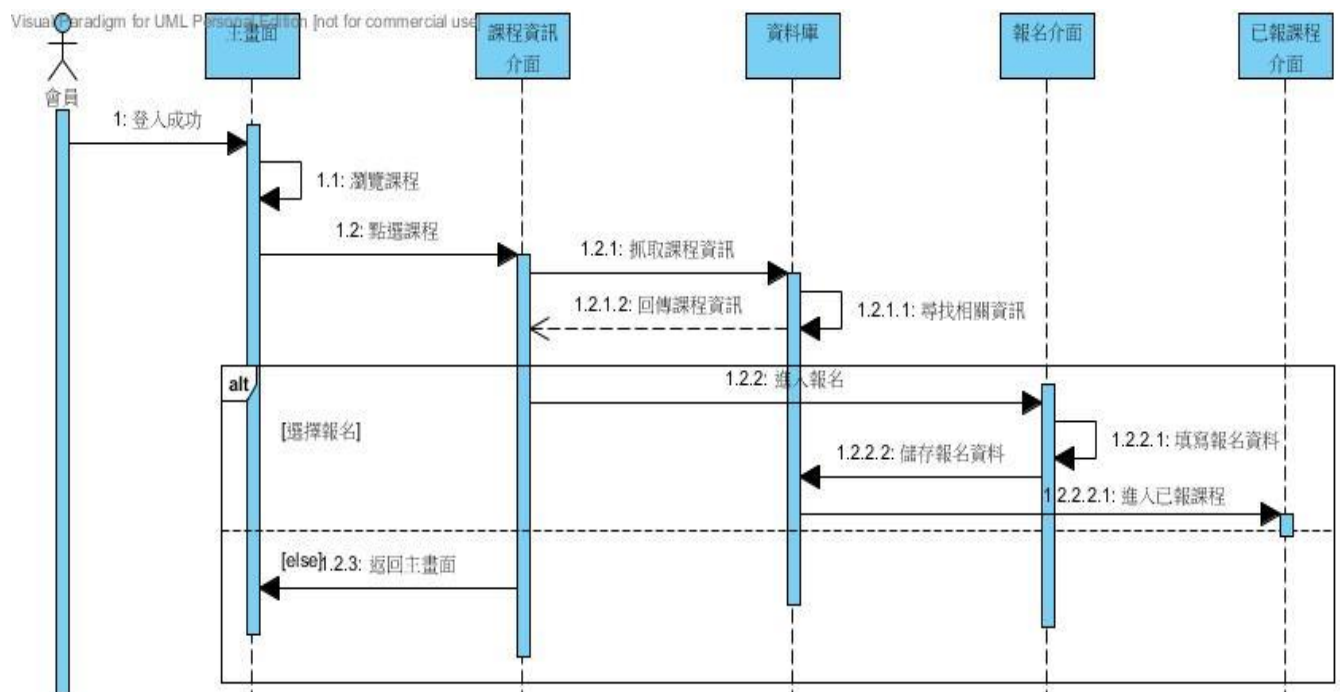 Visual Paradigm for UML Personal Edition [not for commercial use]
會員
主畫面
課程資訊
介面
資料庫
報名介面
已報課程
介面
1: 登入成功
1.1: 瀏覽課程
1.2: 點選課程
1.2.1: 抓取課程資訊
1.2.1.1: 尋找相關資訊
1.2.1.2: 回傳課程資訊
alt
[選擇報名]
1.2.2: 進入報名
1.2.2.1: 填寫報名資料
1.2.2.2: 儲存報名資料
1.2.2.2.1: 進入已報課程
[else]
1.2.3: 返回主畫面